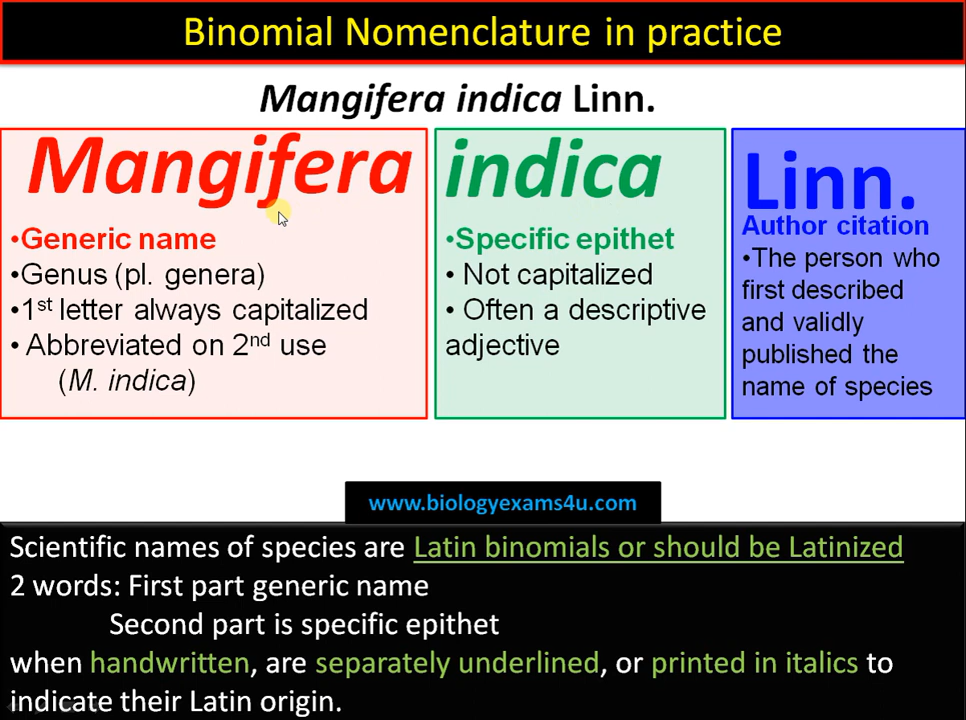 Binomial Nomenclature in practice
Mangifera indica Linn.
Mangifera
•Generic name
•Genus (pl. genera)
•1st letter always capitalized
• Abbreviated on 2nd use
(M. indica)
indica
•Specific epithet
• Not capitalized
• Often a descriptive
adjective
Linn.
Author citation
•The person who
first described
and validly
published the
name of species
www.biologyexams4u.com
Scientific names of species are Latin binomials or should be Latinized
2 words: First part generic name
Second part is specific epithet
when handwritten, are separately underlined, or printed in italics to
indicate their Latin origin.